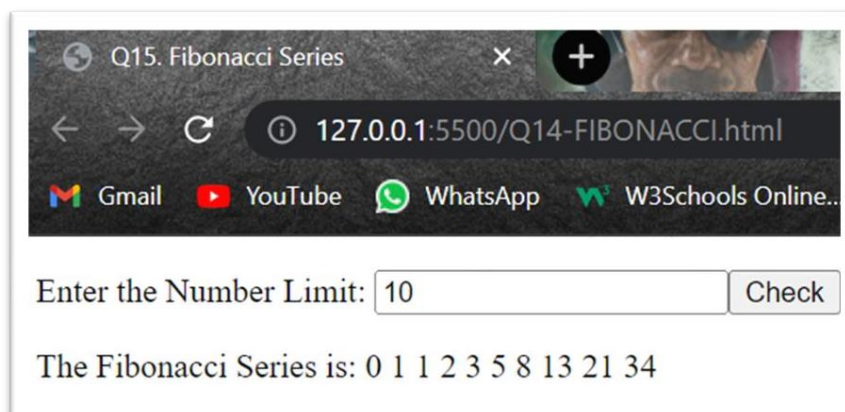 Q15. Fibonacci Series
127.0.0.1:5500/Q14-FIBONACCI.html
Gmail YouTube WhatsApp W3Schools Online...
Enter the Number Limit: 10 Check
The Fibonacci Series is: 0 1 1 2 3 5 8 13 21 34